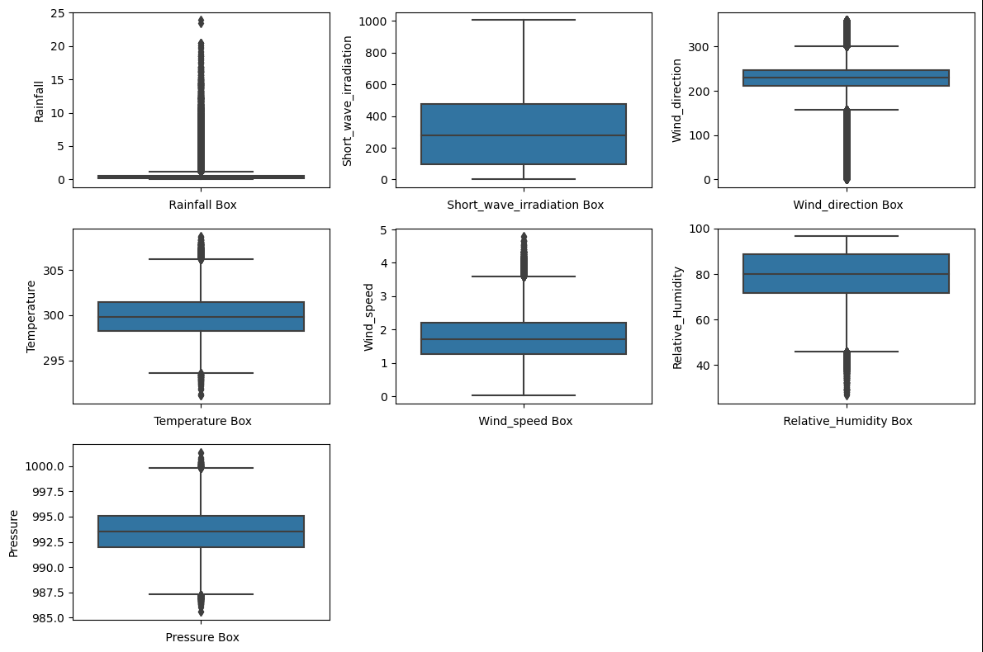 Rainfall
25
20
15
10
5
0
Rainfall Box
Short_wave_irradiation
1000
800
600
400
200
0
Short_wave_irradiation Box
Wind_direction
300
200
100
0
Wind_direction Box
Temperature
305
300
295
Temperature Box
Wind_speed
5
4
3
2
1
0
Wind_speed Box
Relative_Humidity
100
80
60
40
Relative_Humidity Box
Pressure
1000.0
997.5
995.0
992.5
990.0
987.5
985.0
Pressure Box